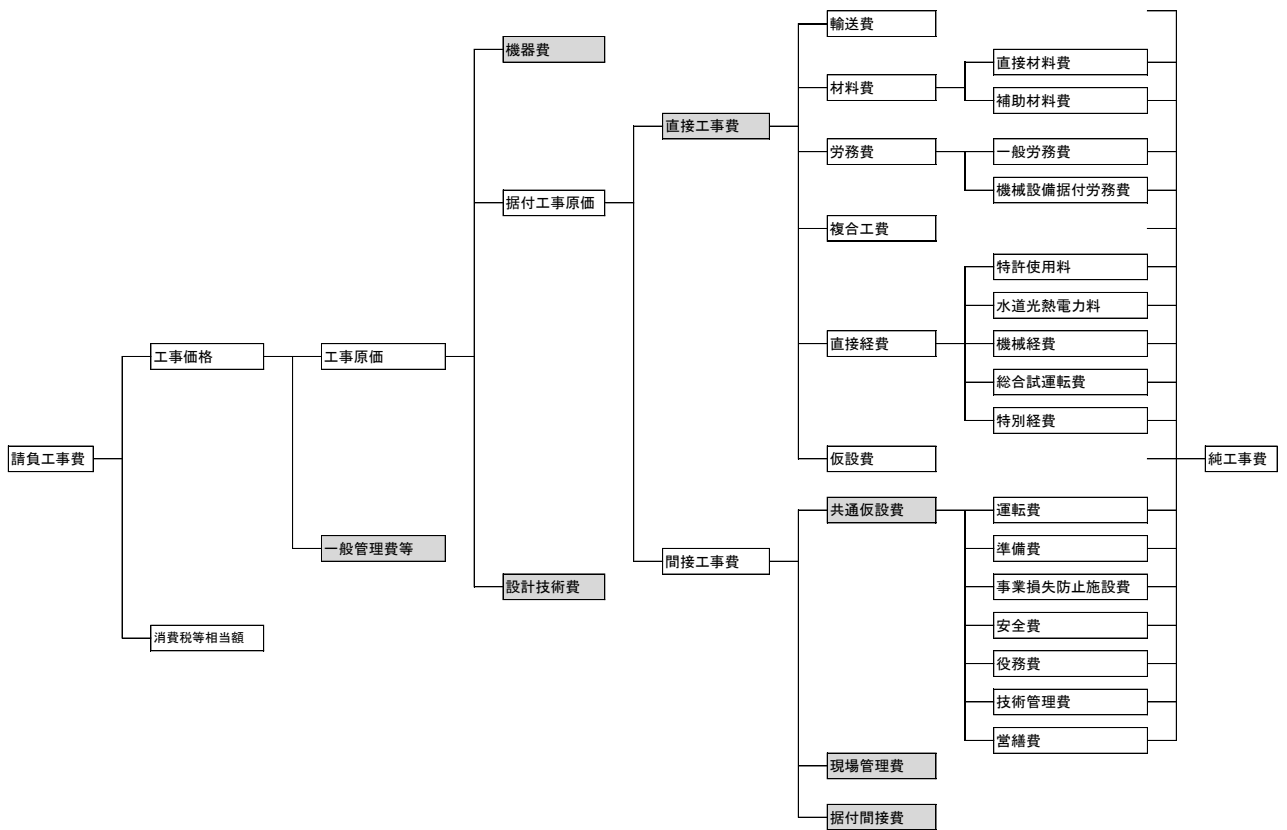 輸送費
機器費
直接材料費
材料費
補助材料費
直接工事費
労務費
一般労務費
機械設備据付労務費
据付工事原価
複合工費
特許使用料
水道光熱電力料
工事価格
工事原価
直接経費
機械経費
総合試運転費
特別経費
請負工事費
仮設費
純工事費
共通仮設費
運転費
一般管理費等
準備費
間接工事費
設計技術費
事業損失防止施設費
安全費
消費税等相当額
役務費
技術管理費
営繕費
現場管理費
据付間接費